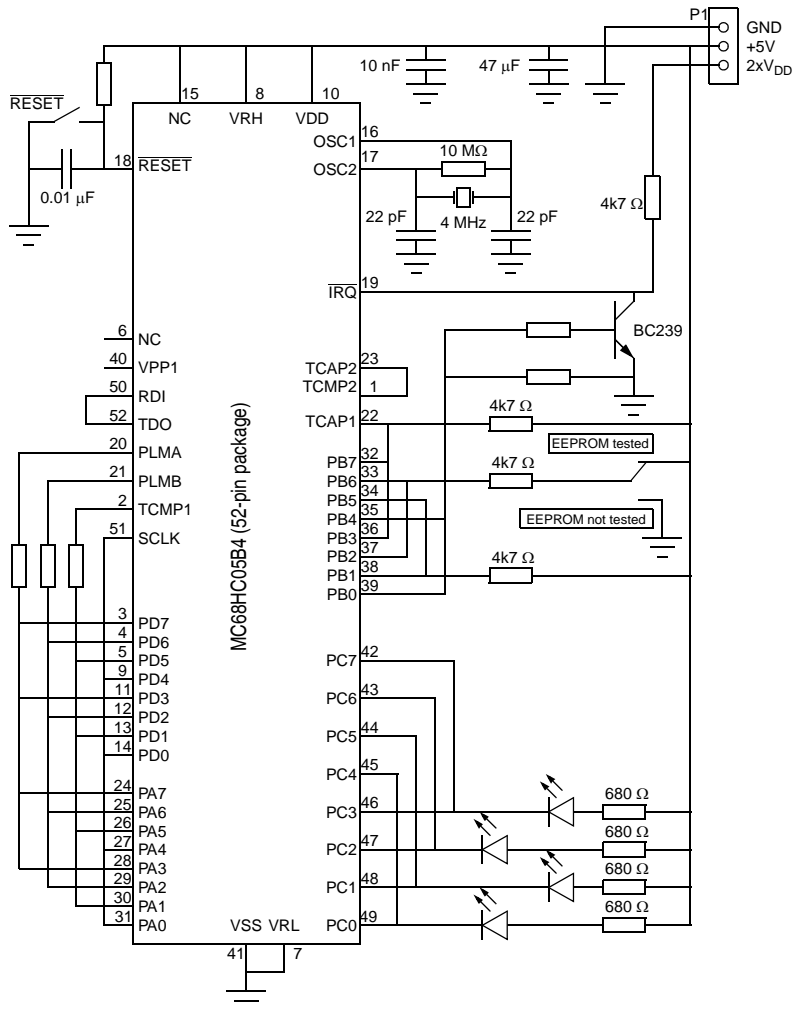 P1
GND
+5V
2xVDD
10 nF
47 µF
15
8
10
NC
VRH
VDD
RESET
18
RESET
0.01 µF
OSC1
16
OSC2
17
10 MΩ
4k7 Ω
22 pF
4 MHz
22 pF
IRQ
19
BC239
6
NC
40
VPP1
50
RDI
52
TDO
20
PLMA
21
PLMB
2
TCMP1
51
SCLK
TCAP2
23
TCMP2
1
TCAP1
22
4k7 Ω
EEPROM tested
PB7
32
PB6
33
4k7 Ω
PB5
34
PB4
35
EEPROM not tested
PB3
36
PB2
37
PB1
38
4k7 Ω
PB0
39
MC68HC05B4 (52-pin package)
3
PD7
4
PD6
5
PD5
9
PD4
11
PD3
12
PD2
13
PD1
14
PD0
PC7
42
PC6
43
PC5
44
PC4
45
24
PA7
25
PA6
26
PA5
27
PA4
28
PA3
29
PA2
30
PA1
31
PA0
PC3
46
680 Ω
PC2
47
680 Ω
PC1
48
680 Ω
PC0
49
680 Ω
VSS
VRL
41
7